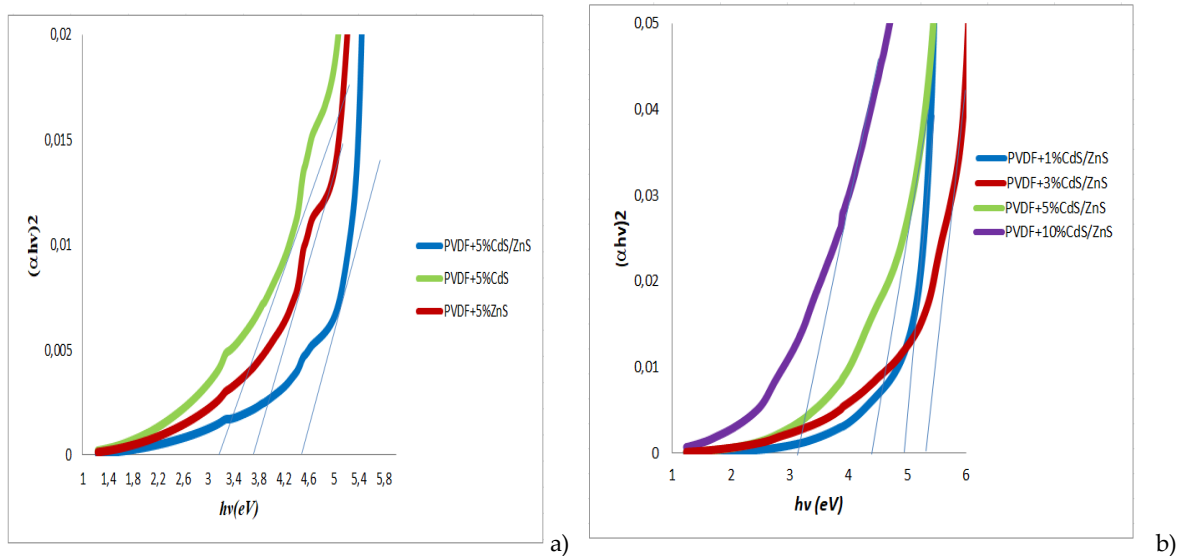 0,02
0,015
0,01
0,005
0
(αhν)2
1 1,4 1,8 2,2 2,6 3 3,4 3,8 4,2 4,6 5 5,4 5,8
hv(eV)
PVDF+5%CdS/ZnS
PVDF+5%CdS
PVDF+5%ZnS
a)
0,05
0,04
0,03
0,02
0,01
0
(αhν)2
1 2 3 4 5 6
hv (eV)
PVDF+1%CdS/ZnS
PVDF+3%CdS/ZnS
PVDF+5%CdS/ZnS
PVDF+10%CdS/ZnS
b)